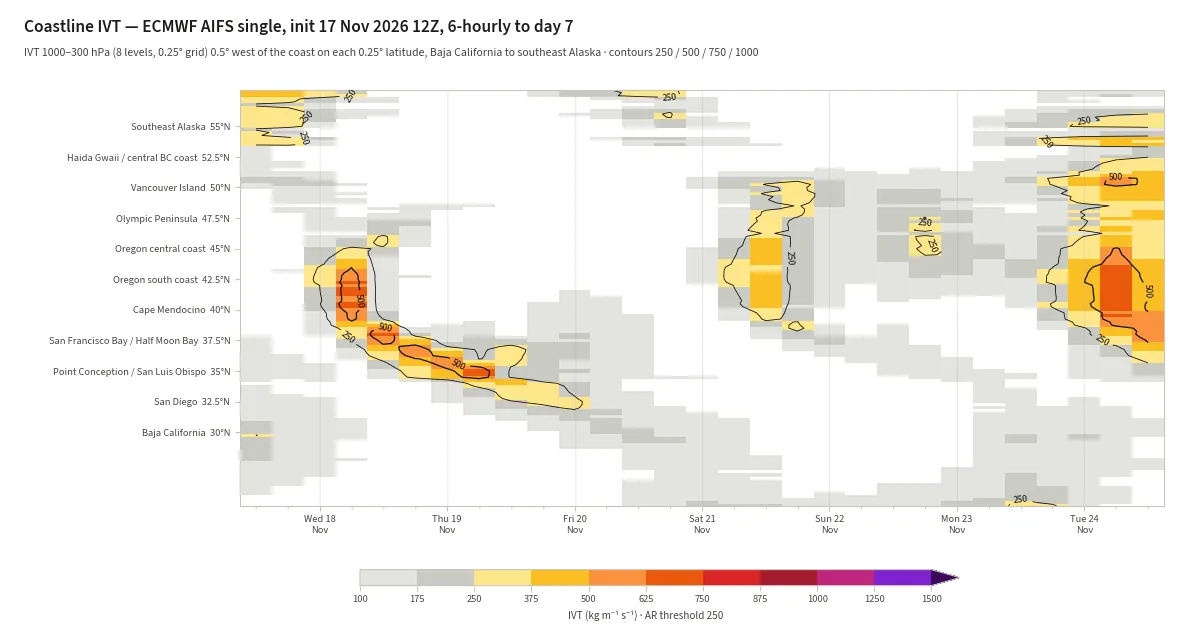 Coastline IVT — ECMWF AIFS single, init 17 Nov 2026 12Z, 6-hourly to day 7
IVT 1000–300 hPa (8 levels, 0.25° grid) 0.5° west of the coast on each 0.25° latitude, Baja California to southeast Alaska · contours 250 / 500 / 750 / 1000
250
250
250
250
250
250
Southeast Alaska 55°N
Haida Gwaii / central BC coast 52.5°N
Vancouver Island 50°N
500
Olympic Peninsula 47.5°N
250
250
Oregon central coast 45°N
250
Oregon south coast 42.5°N
500
500
Cape Mendocino 40°N
500
250
250
San Francisco Bay / Half Moon Bay 37.5°N
500
Point Conception / San Luis Obispo 35°N
San Diego 32.5°N
Baja California 30°N
250
Wed 18 Thu 19 Fri 20 Sat 21 Sun 22 Mon 23 Tue 24
Nov Nov Nov Nov Nov Nov Nov
100 175 250 375 500 625 750 875 1000 1250 1500
IVT (kg m⁻¹ s⁻¹) · AR threshold 250